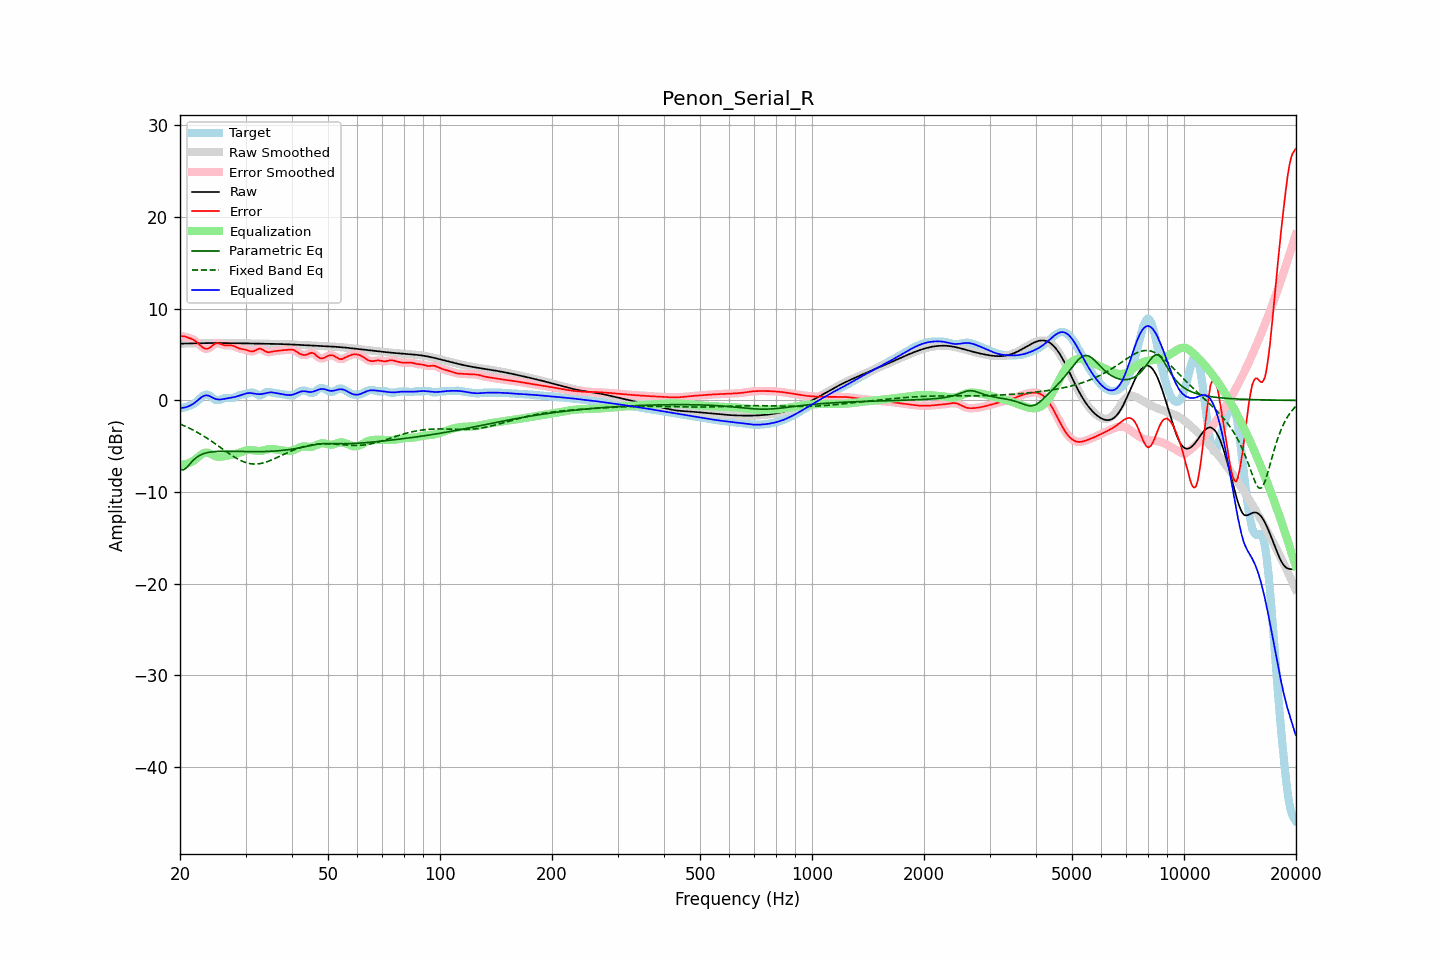 Penon_Serial_R
Target
Raw Smoothed
Error Smoothed
Raw
Error
Equalization
Parametric Eq
Fixed Band Eq
Equalized
30
20
10
0
−10
−20
−30
−40
Amplitude (dBr)
20 50 100 200 500 1000 2000 5000 10000 20000
Frequency (Hz)